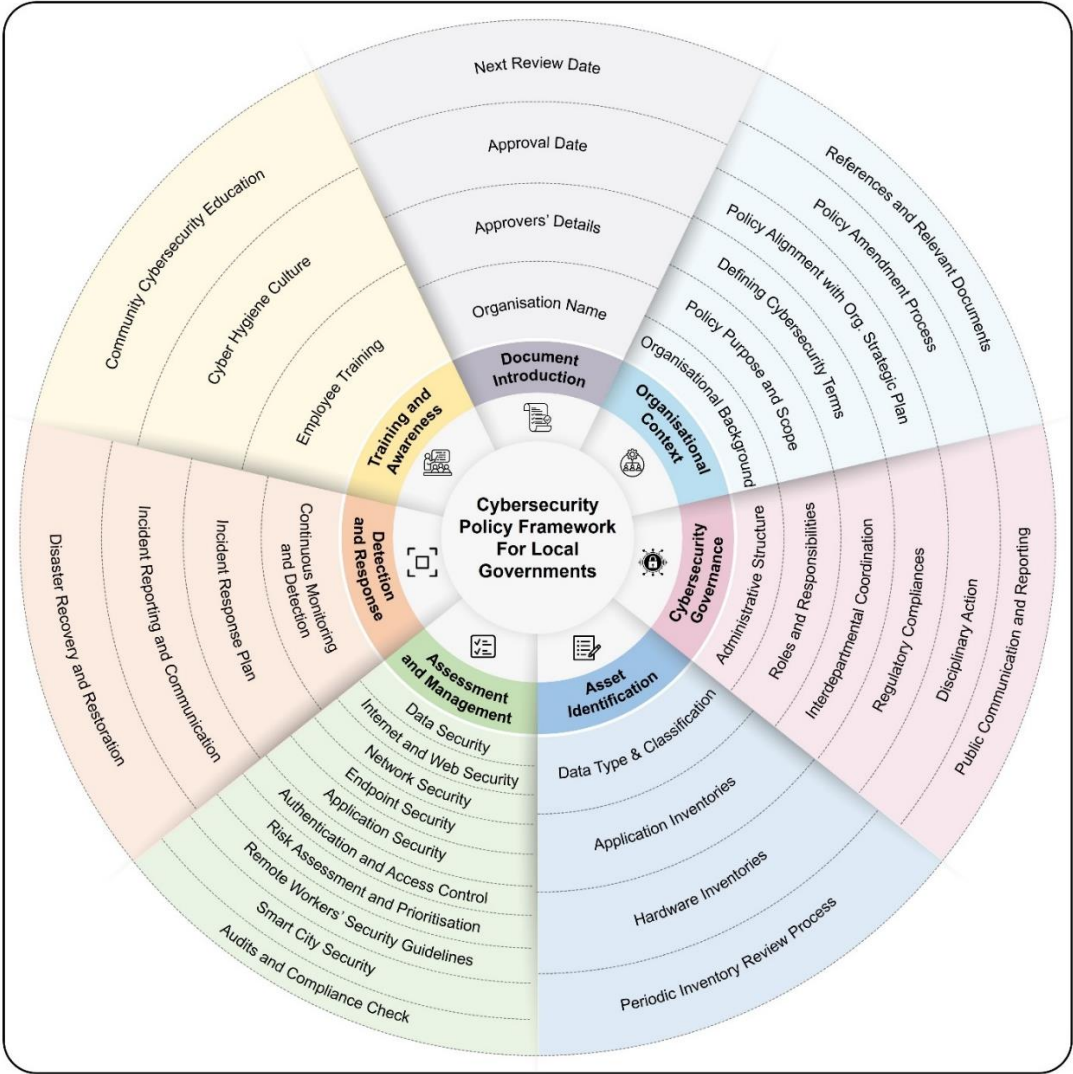 Cybersecurity
Policy Framework
For Local
Governments
Document
Introduction
Organisation Name
Approvers' Details
Approval Date
Next Review Date
Organisational
Context
Organisational Background
Policy Purpose and Scope
Defining Cybersecurity Terms
Policy Alignment with Org. Strategic Plan
Policy Amendment Process
References and Relevant Documents
Cybersecurity
Governance
Administrative Structure
Roles and Responsibilities
Interdepartmental Coordination
Regulatory Compliances
Disciplinary Action
Public Communication and Reporting
Asset
Identification
Data Type & Classification
Application Inventories
Hardware Inventories
Periodic Inventory Review Process
Assessment
and Management
Data Security
Internet and Web Security
Network Security
Endpoint Security
Application Security
Authentication and Access Control
Risk Assessment and Prioritisation
Remote Workers' Security Guidelines
Smart City Security
Audits and Compliance Check
Detection
and Response
Continuous Monitoring
and Detection
Incident Response Plan
Incident Reporting and Communication
Disaster Recovery and Restoration
Training and
Awareness
Employee Training
Cyber Hygiene Culture
Community Cybersecurity Education